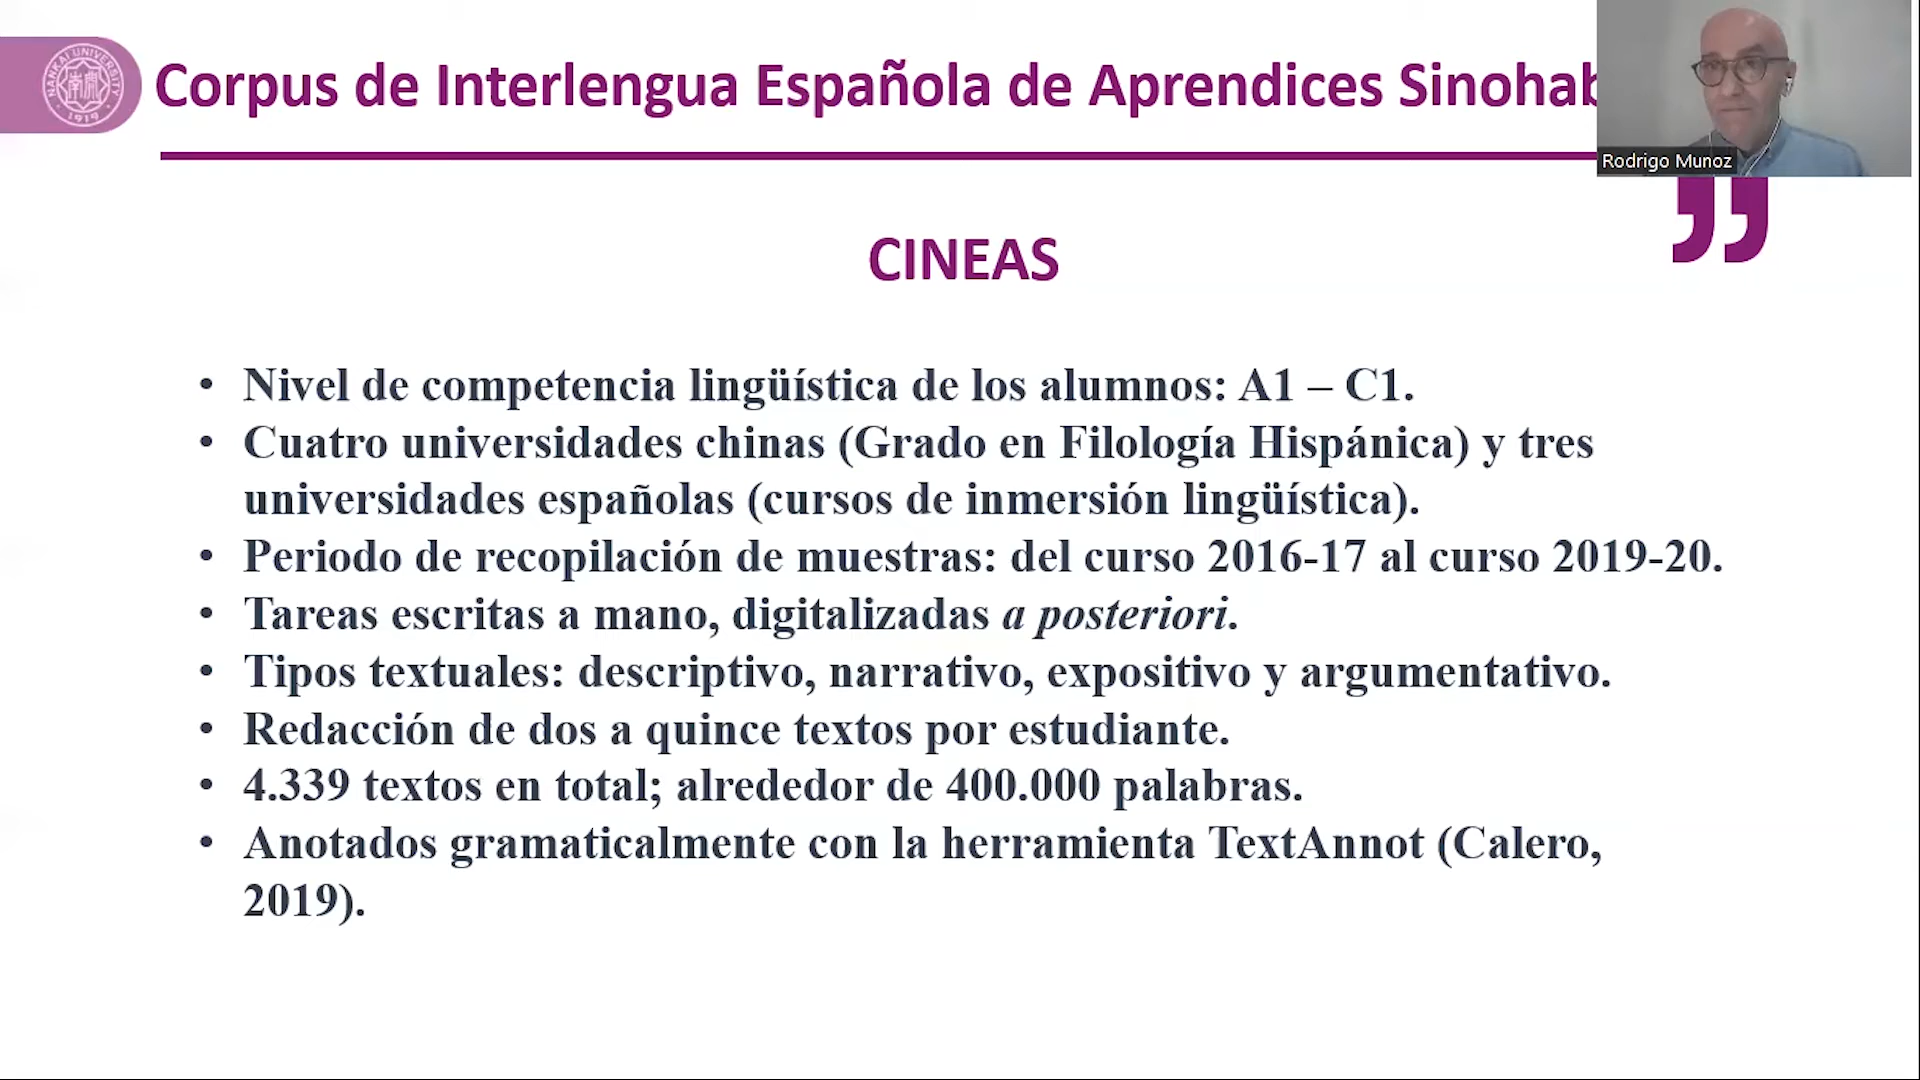 Corpus de Interlengua Española de Aprendices
Rodrigo Munoz
NANKAI UNIVERSITY
1919
CINEAS
• Nivel de competencia lingüística de los alumnos: A1 – C1.
• Cuatro universidades chinas (Grado en Filología Hispánica) y tres
universidades españolas (cursos de inmersión lingüística).
• Periodo de recopilación de muestras: del curso 2016-17 al curso 2019-20.
• Tareas escritas a mano, digitalizadas a posteriori.
• Tipos textuales: descriptivo, narrativo, expositivo y argumentativo.
• Redacción de dos a quince textos por estudiante.
• 4.339 textos en total; alrededor de 400.000 palabras.
• Anotados gramaticalmente con la herramienta TextAnnot (Calero,
2019).